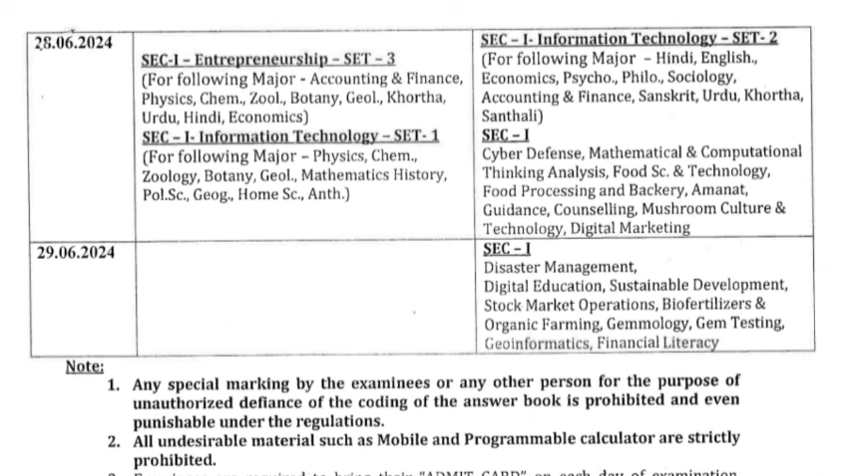 28.06.2024
SEC-I – Entrepreneurship – SET – 3
(For following Major - Accounting & Finance,
Physics, Chem., Zool., Botany, Geol., Khortha,
Urdu, Hindi, Economics)
SEC – I- Information Technology – SET- 1
(For following Major – Physics, Chem.,
Zoology, Botany, Geol., Mathematics History,
Pol.Sc., Geog., Home Sc., Anth.)
SEC – I- Information Technology – SET- 2
(For following Major – Hindi, English.,
Economics, Psycho., Philo., Sociology,
Accounting & Finance, Sanskrit, Urdu, Khortha,
Santhali)
SEC – I
Cyber Defense, Mathematical & Computational
Thinking Analysis, Food Sc. & Technology,
Food Processing and Backery, Amanat,
Guidance, Counselling, Mushroom Culture &
Technology, Digital Marketing
29.06.2024
SEC – I
Disaster Management,
Digital Education, Sustainable Development,
Stock Market Operations, Biofertilizers &
Organic Farming, Gemmology, Gem Testing,
Geoinformatics, Financial Literacy
Note:
1. Any special marking by the examinees or any other person for the purpose of
unauthorized defiance of the coding of the answer book is prohibited and even
punishable under the regulations.
2. All undesirable material such as Mobile and Programmable calculator are strictly
prohibited.
"ADMIT CARD" on each day of examination